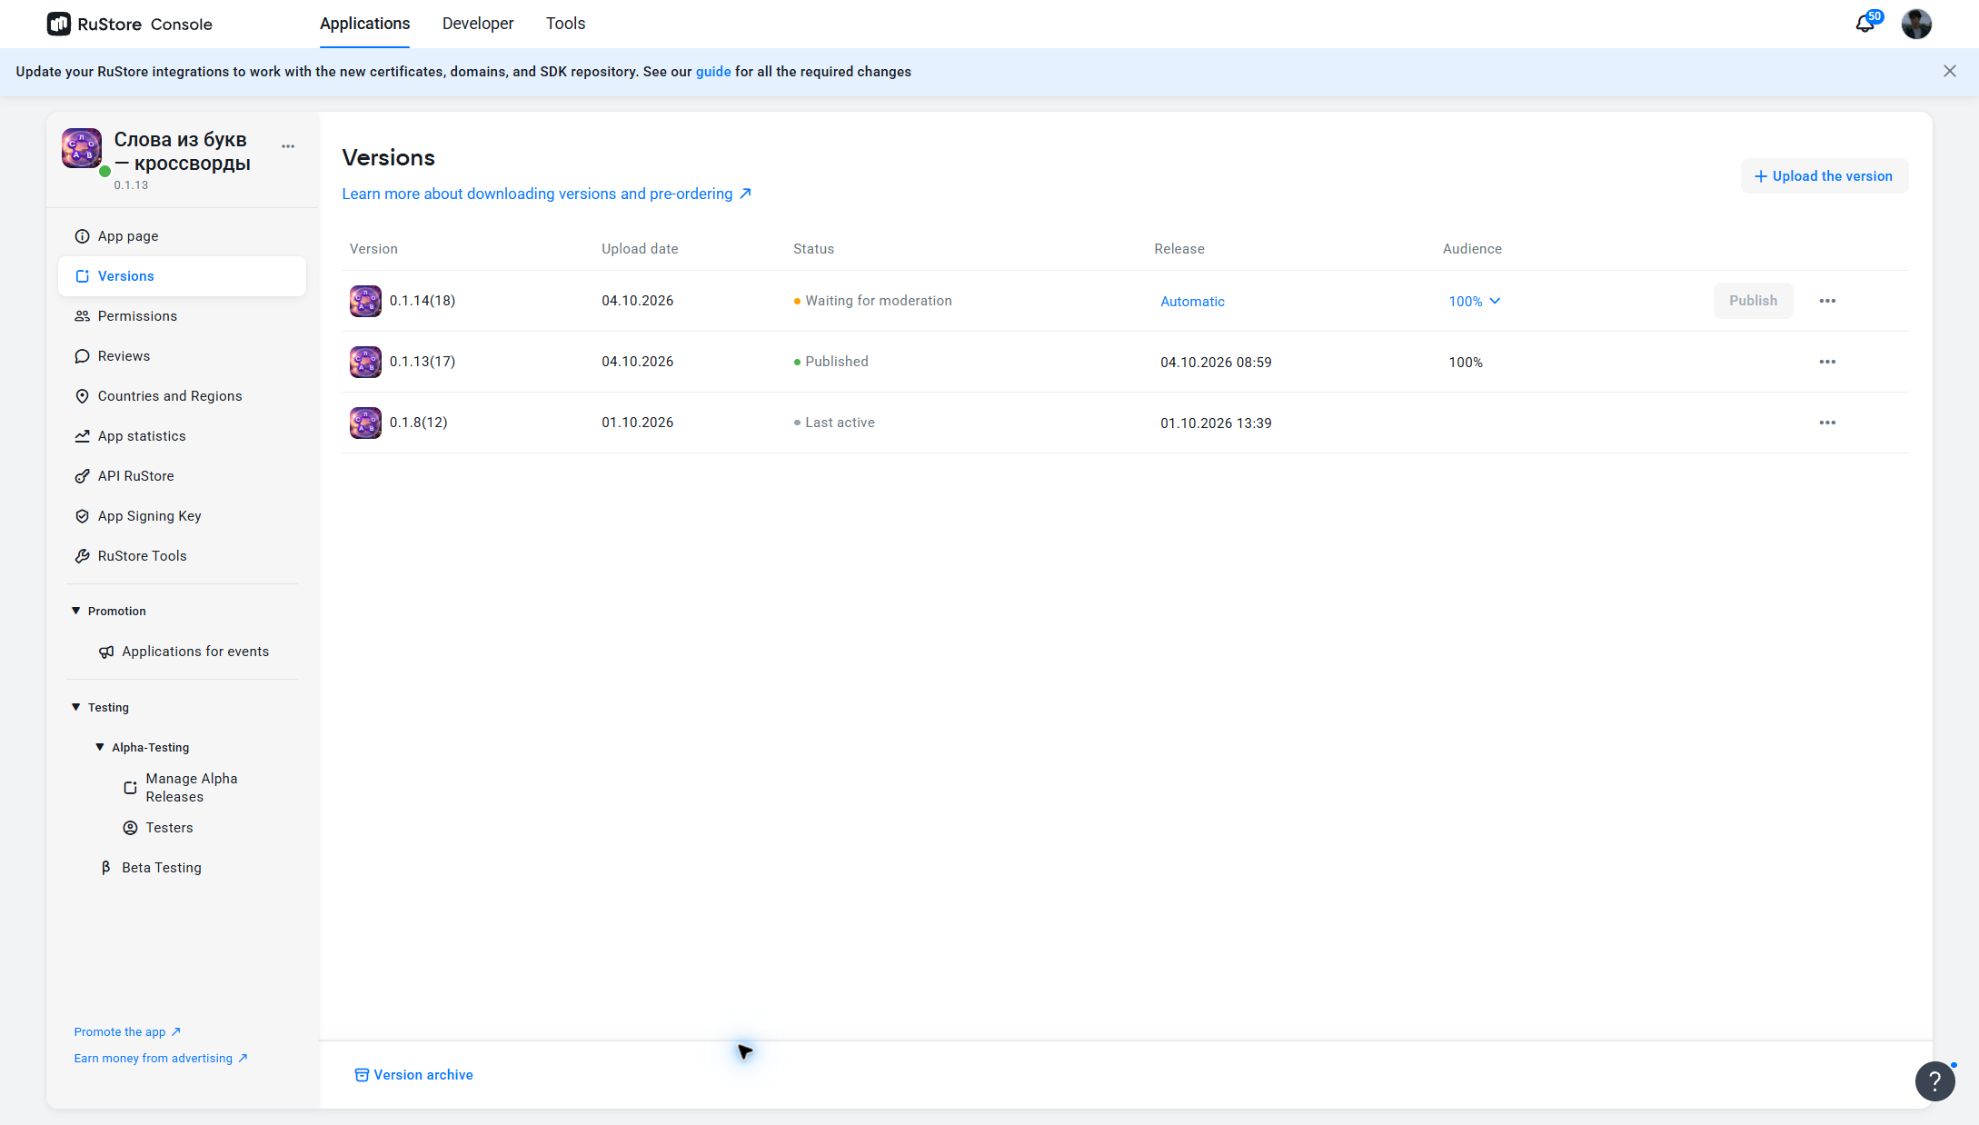 RuStore Console
Applications
Developer
Tools
50
Update your RuStore integrations to work with the new certificates, domains, and SDK repository. See our guide for all the required changes
Слова из букв
— кроссворды
0.1.13
App page
Versions
Permissions
Reviews
Countries and Regions
App statistics
API RuStore
App Signing Key
RuStore Tools
Promotion
Applications for events
Testing
Alpha-Testing
Manage Alpha
Releases
Testers
β Beta Testing
Promote the app
Earn money from advertising
Versions
Learn more about downloading versions and pre-ordering
+ Upload the version
Version Upload date Status Release Audience
0.1.14(18) 04.10.2026 Waiting for moderation Automatic 100% Publish
0.1.13(17) 04.10.2026 Published 04.10.2026 08:59 100%
0.1.8(12) 01.10.2026 Last active 01.10.2026 13:39
Version archive
?